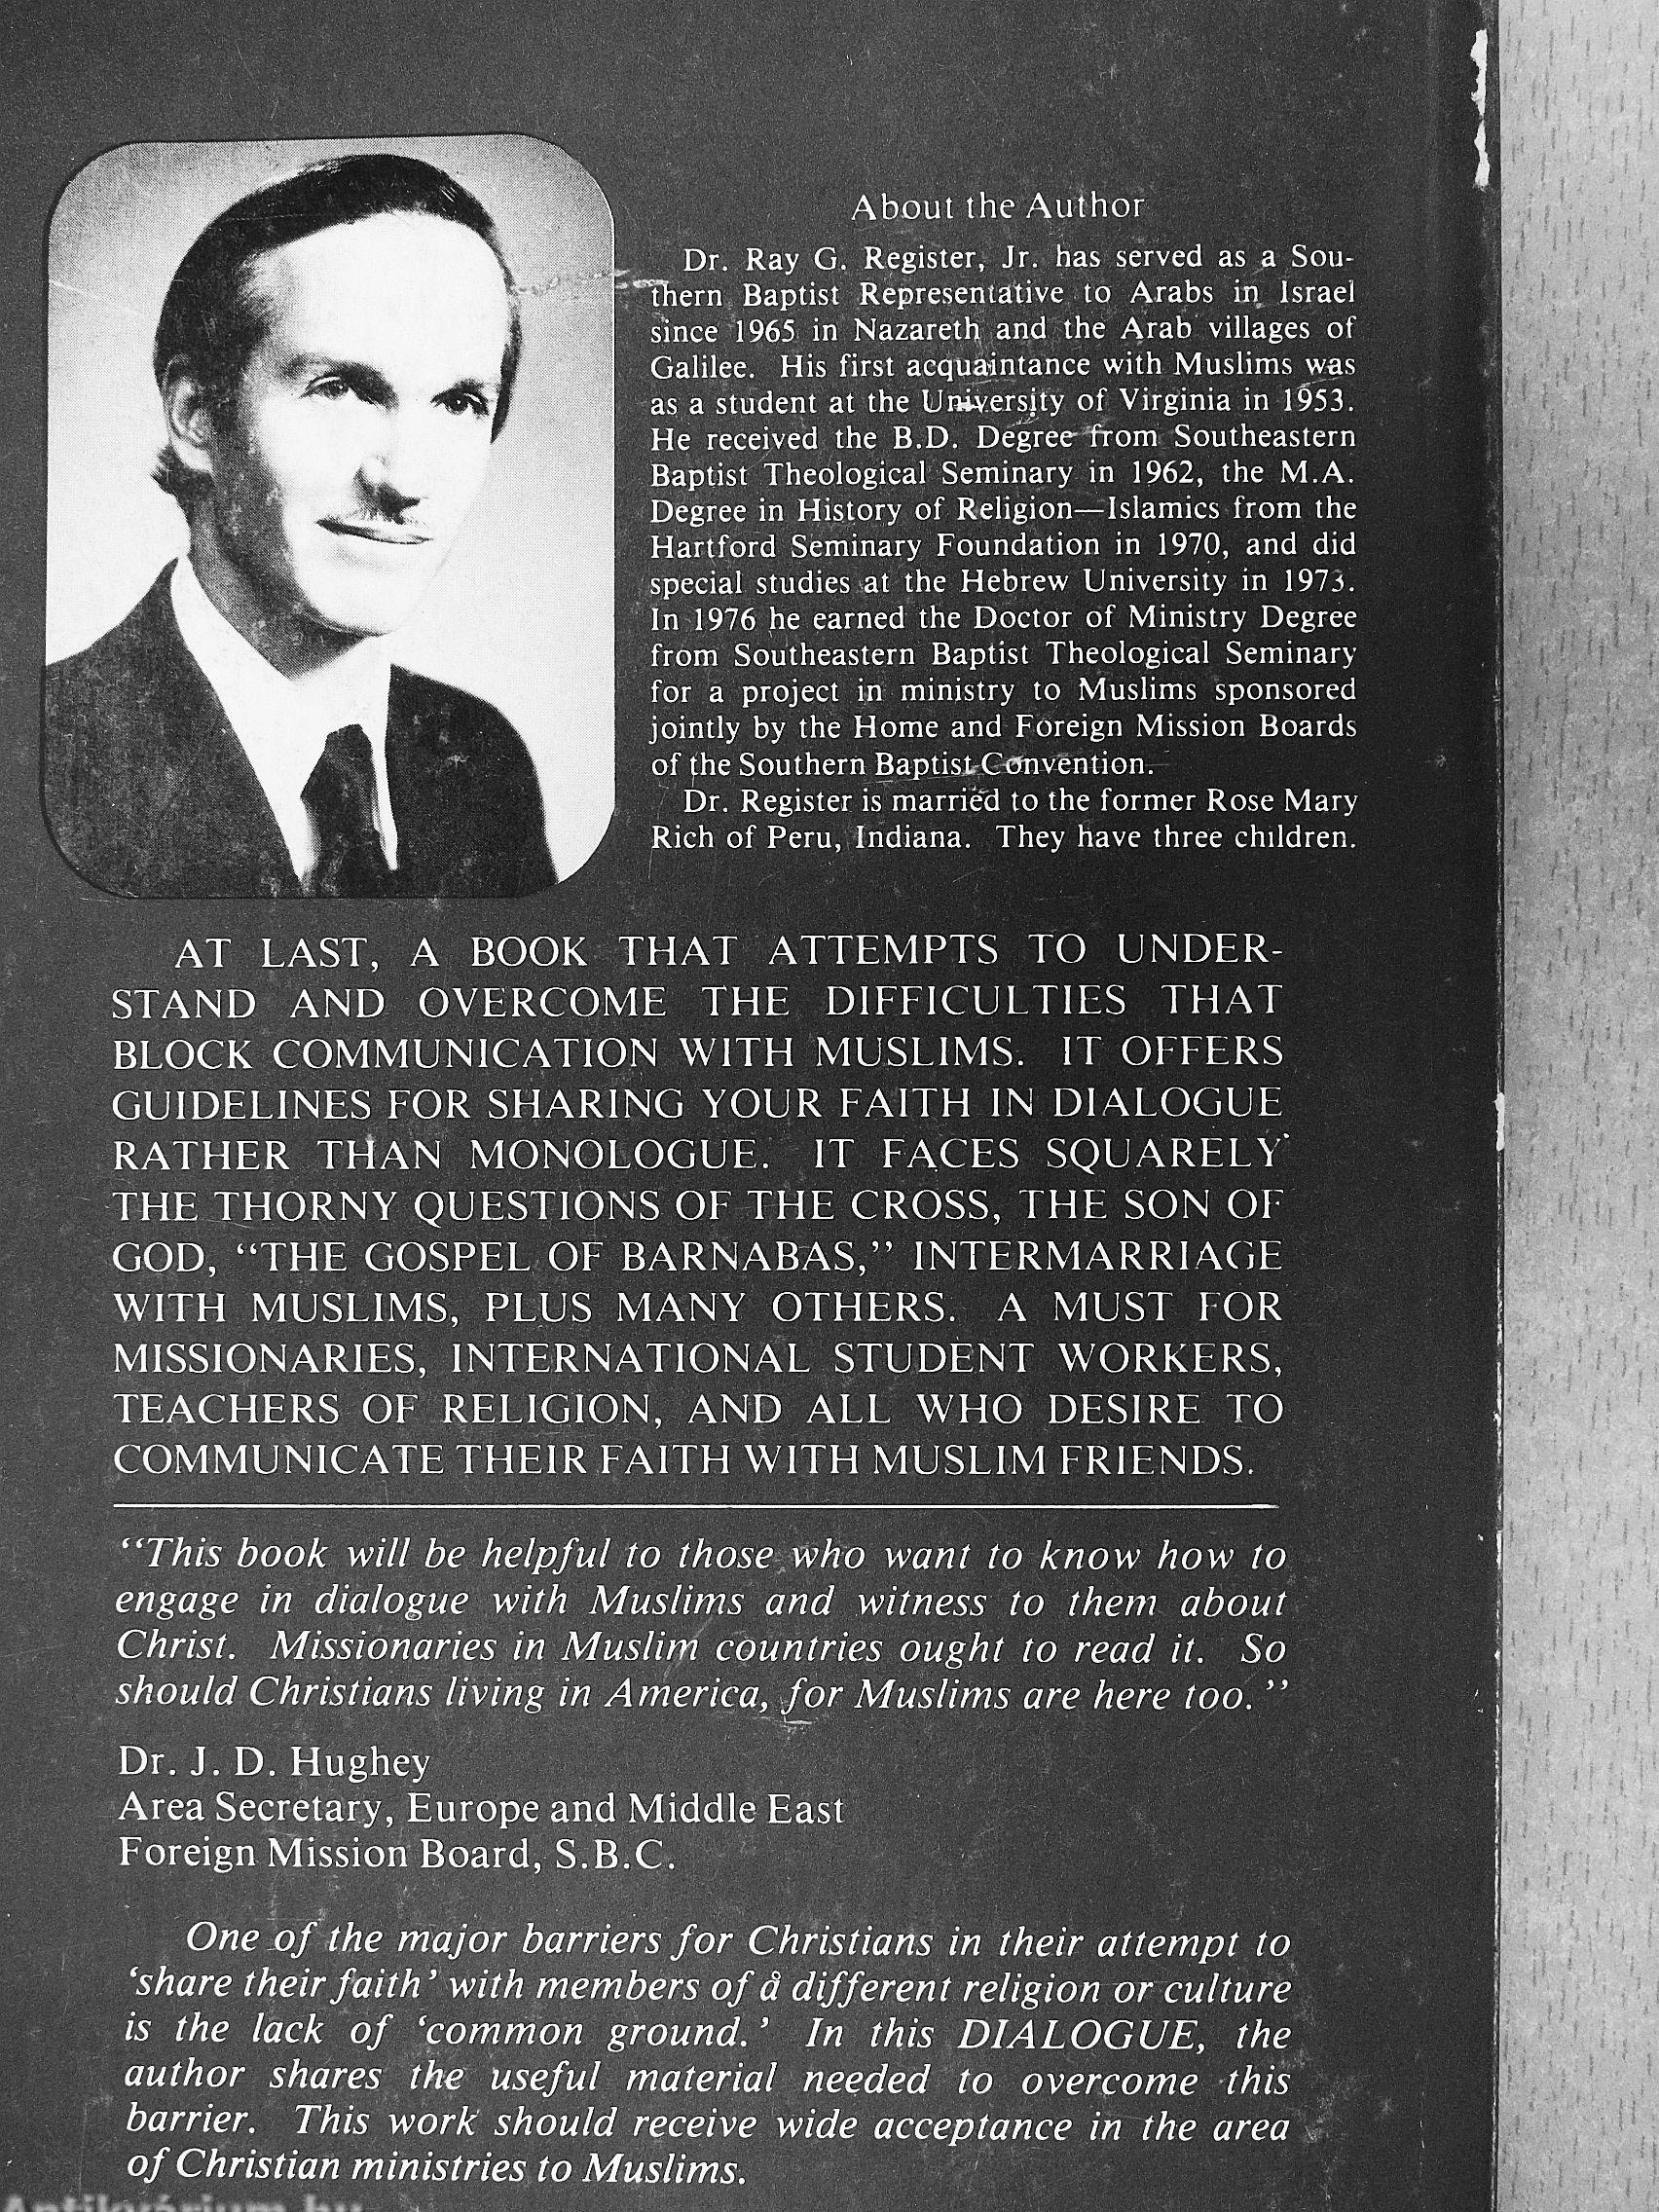 About the Author
Dr. Ray G. Register, Jr. has served as a Sou-
thern Baptist Representative to Arabs in Israel
since 1965 in Nazareth and the Arab villages of
Galilee. His first acquaintance with Muslims was
as a student at the University of Virginia in 1953.
He received the B.D. Degree from Southeastern
Baptist Theological Seminary in 1962, the M.A.
Degree in History of Religion—Islamics from the
Hartford Seminary Foundation in 1970, and did
special studies at the Hebrew University in 1973.
In 1976 he earned the Doctor of Ministry Degree
from Southeastern Baptist Theological Seminary
for a project in ministry to Muslims sponsored
jointly by the Home and Foreign Mission Boards
of the Southern Baptist Convention.
Dr. Register is married to the former Rose Mary
Rich of Peru, Indiana. They have three children.
AT LAST, A BOOK THAT ATTEMPTS TO UNDER-
STAND AND OVERCOME THE DIFFICULTIES THAT
BLOCK COMMUNICATION WITH MUSLIMS. IT OFFERS
GUIDELINES FOR SHARING YOUR FAITH IN DIALOGUE
RATHER THAN MONOLOGUE. IT FACES SQUARELY
THE THORNY QUESTIONS OF THE CROSS, THE SON OF
GOD, “THE GOSPEL OF BARNABAS,” INTERMARRIAGE
WITH MUSLIMS, PLUS MANY OTHERS. A MUST FOR
MISSIONARIES, INTERNATIONAL STUDENT WORKERS,
TEACHERS OF RELIGION, AND ALL WHO DESIRE TO
COMMUNICATE THEIR FAITH WITH MUSLIM FRIENDS.
“This book will be helpful to those who want to know how to
engage in dialogue with Muslims and witness to them about
Christ. Missionaries in Muslim countries ought to read it. So
should Christians living in America, for Muslims are here too.”
Dr. J. D. Hughey
Area Secretary, Europe and Middle East
Foreign Mission Board, S.B.C.
One of the major barriers for Christians in their attempt to
‘share their faith’ with members of a different religion or culture
is the lack of ‘common ground.’ In this DIALOGUE, the
author shares the useful material needed to overcome this
barrier. This work should receive wide acceptance in the area
of Christian ministries to Muslims.